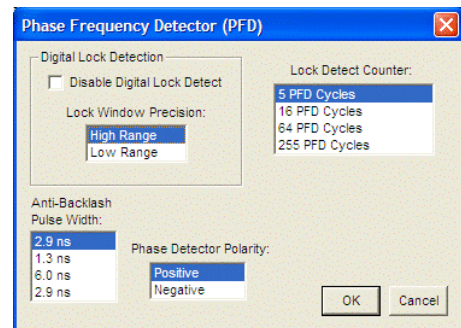 Phase Frequency Detector (PFD)
Digital Lock Detection
Disable Digital Lock Detect
Lock Window Precision:
High Range
Low Range
Lock Detect Counter:
5 PFD Cycles
16 PFD Cycles
64 PFD Cycles
255 PFD Cycles
Anti-Backlash
Pulse Width:
2.9 ns
1.3 ns
6.0 ns
2.9 ns
Phase Detector Polarity:
Positive
Negative
OK
Cancel